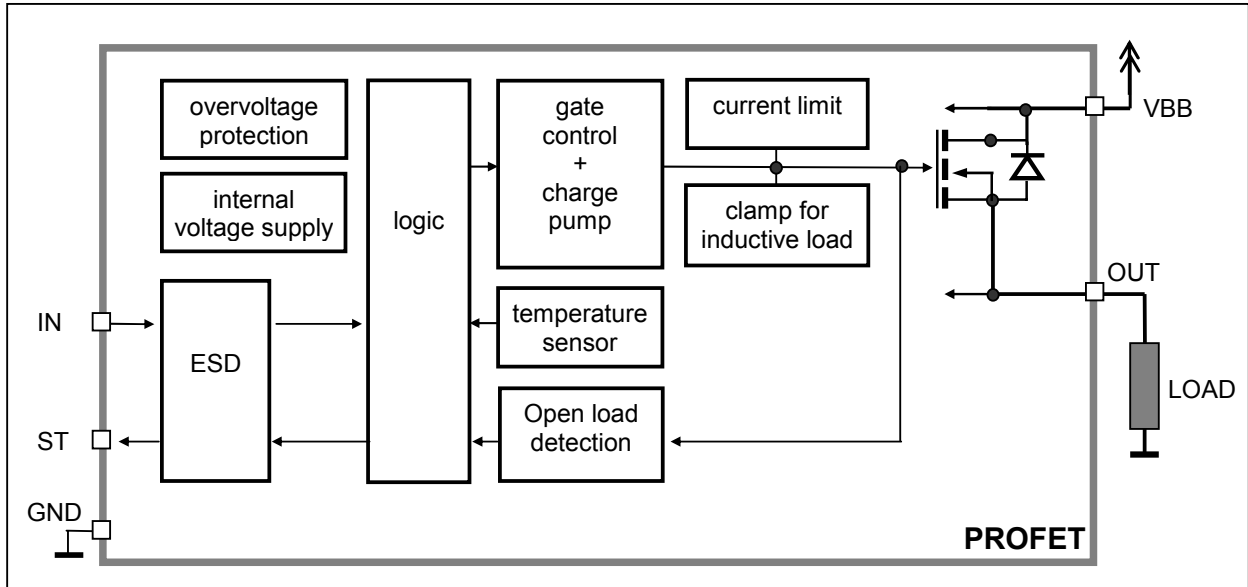 overvoltage
protection
internal
voltage supply
logic
gate
control
+
charge
pump
current limit
clamp for
inductive load
VBB
IN
ESD
temperature
sensor
OUT
ST
Open load
detection
LOAD
GND
PROFET